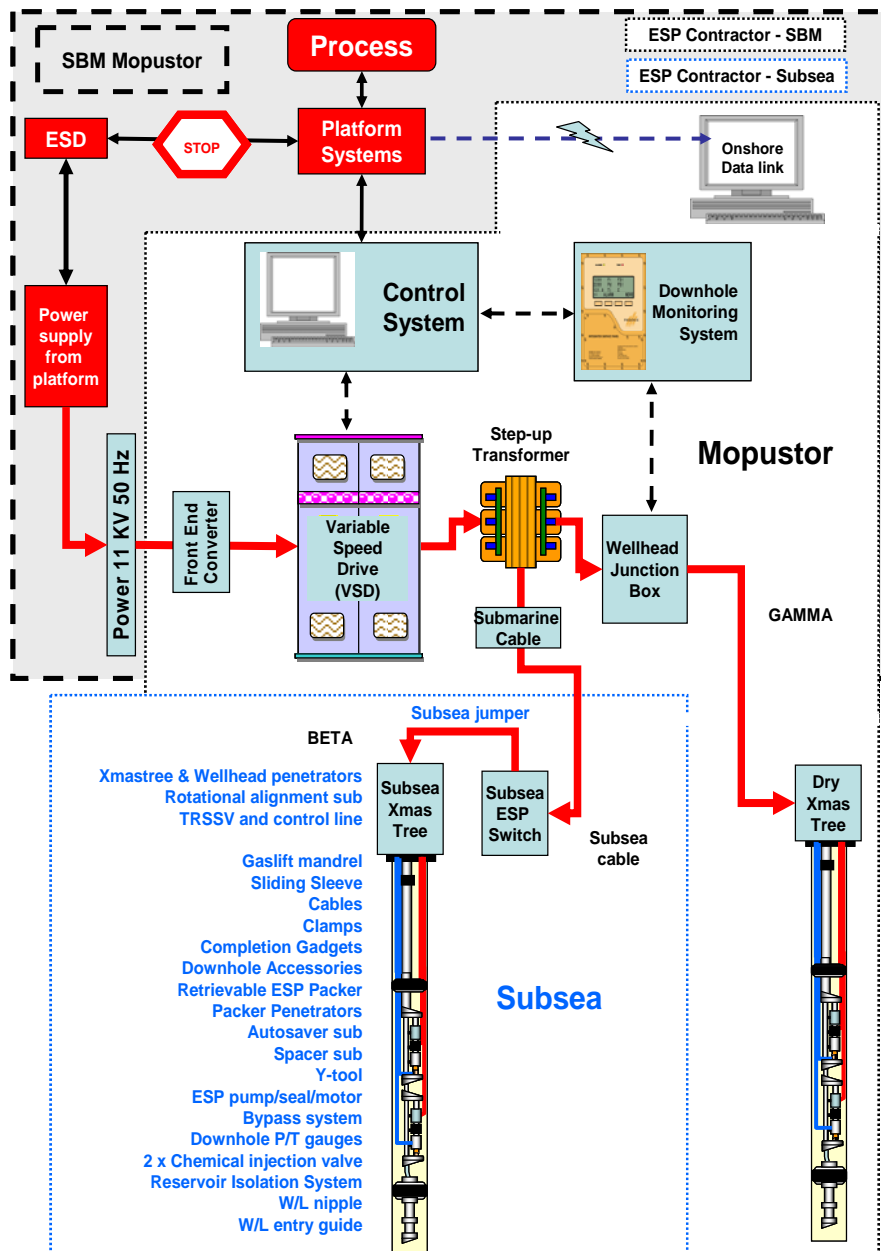 Process
SBM Mopustor
ESP Contractor - SBM
ESP Contractor - Subsea
ESD
STOP
Platform
Systems
Onshore
Data link
Control
System
Downhole
Monitoring
System
Power
supply
from
platform
Step-up
Transformer
Mopustor
Power 11 KV 50 Hz
Front End
Converter
Variable
Speed
Drive
(VSD)
Wellhead
Junction
Box
Submarine
Cable
GAMMA
Subsea jumper
BETA
Xmastree & Wellhead penetrators
Rotational alignment sub
TRSSV and control line
Subsea
Xmas
Tree
Subsea
ESP
Switch
Dry
Xmas
Tree
Subsea
cable
Gaslift mandrel
Sliding Sleeve
Cables
Clamps
Completion Gadgets
Downhole Accessories
Retrievable ESP Packer
Packer Penetrators
Autosaver sub
Spacer sub
Y-tool
ESP pump/seal/motor
Bypass system
Downhole P/T gauges
2 x Chemical injection valve
Reservoir Isolation System
W/L nipple
W/L entry guide
Subsea